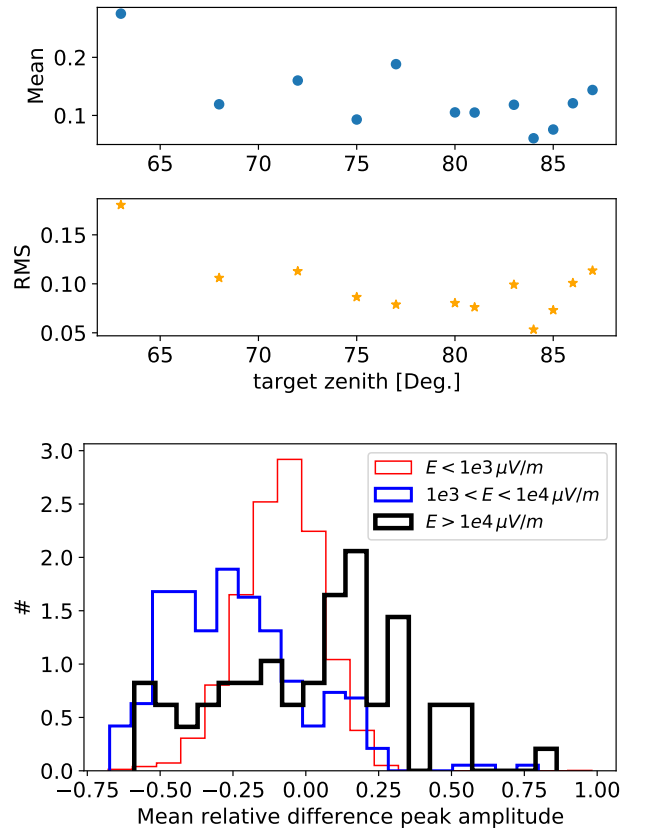 Mean
0.2
0.1
65 70 75 80 85
RMS
0.15
0.10
0.05
65 70 75 80 85
target zenith [Deg.]
#
3.0
2.5
2.0
1.5
1.0
0.5
0.0
E < 1e3 μV/m
1e3 < E < 1e4 μV/m
E > 1e4 μV/m
−0.75 −0.50 −0.25 0.00 0.25 0.50 0.75 1.00
Mean relative difference peak amplitude